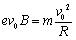 ev₀B = m v₀²/R